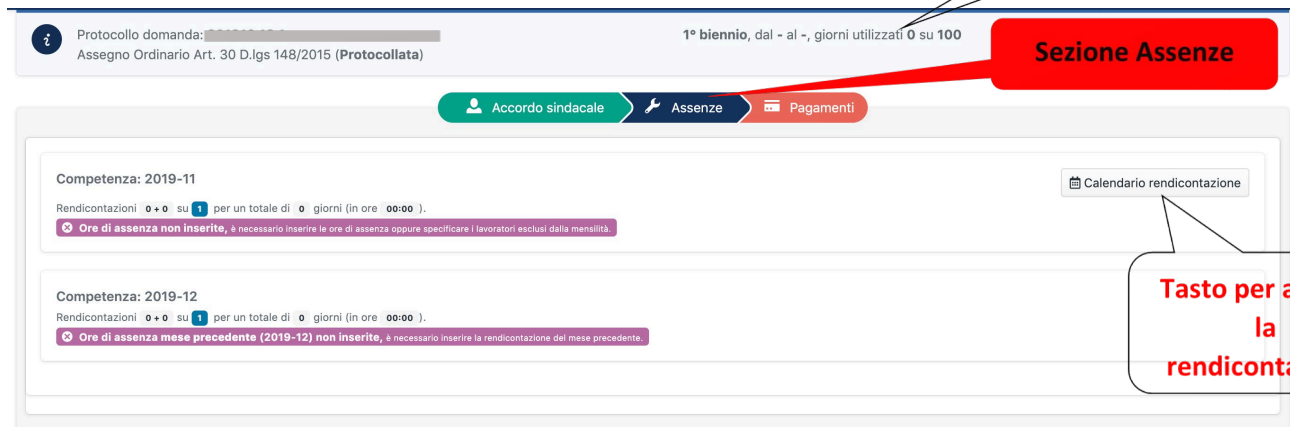 Protocollo domanda:
Assegno Ordinario Art. 30 D.lgs 148/2015 (Protocollata)
1° biennio, dal - al -, giorni utilizzati 0 su 100
Sezione Assenze
Accordo sindacale
Assenze
Pagamenti
Competenza: 2019-11
Calendario rendicontazione
Rendicontazioni 0 + 0 su 1 per un totale di 0 giorni (in ore 00:00 ).
Ore di assenza non inserite, è necessario inserire le ore di assenza oppure specificare i lavoratori esclusi dalla mensilità.
Competenza: 2019-12
Rendicontazioni 0 + 0 su 1 per un totale di 0 giorni (in ore 00:00 ).
Ore di assenza mese precedente (2019-12) non inserite, è necessario inserire la rendicontazione del mese precedente.
Tasto per a
la
rendiconta